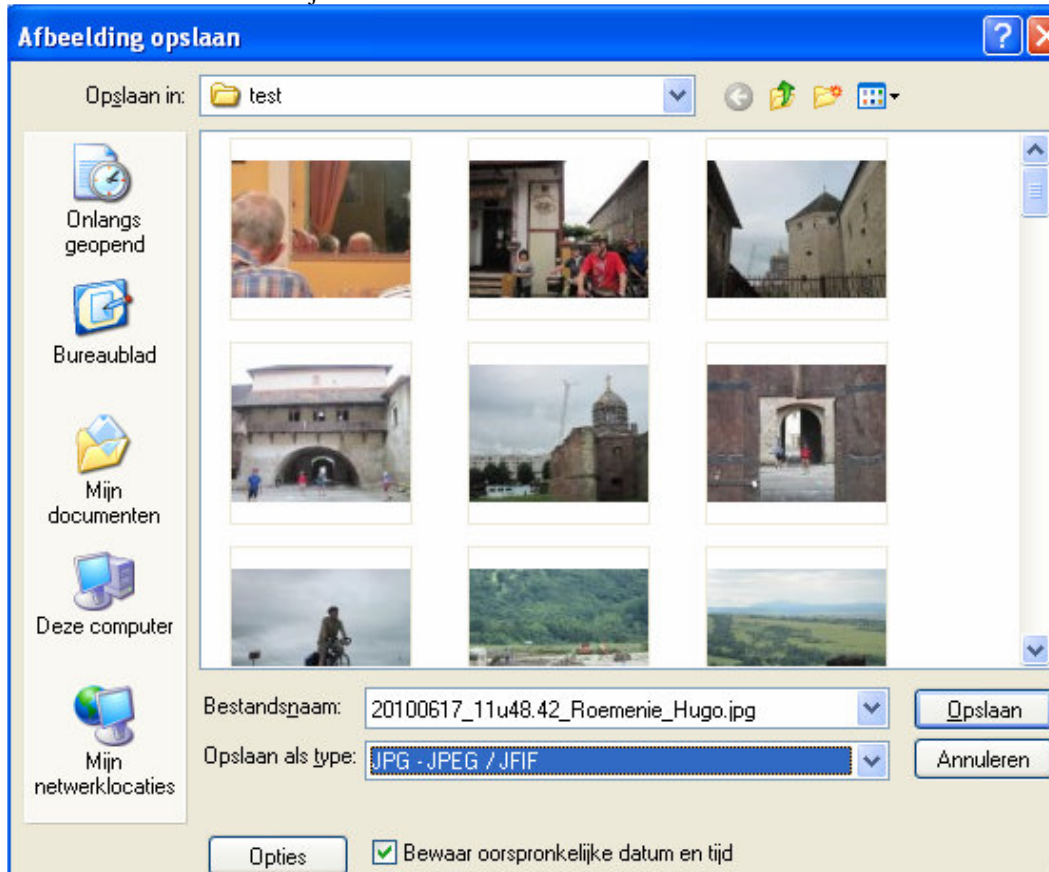 Afbeelding opslaan
Opslaan in:
test
Onlangs
geopend
Bureaublad
Mijn
documenten
Deze computer
Mijn
netwerklocaties
Bestandsnaam:
20100617_11u48.42_Roemenie_Hugo.jpg
Opslaan
Opslaan als type:
JPG - JPEG / JFIF
Annuleren
Opties
Bewaar oorspronkelijke datum en tijd